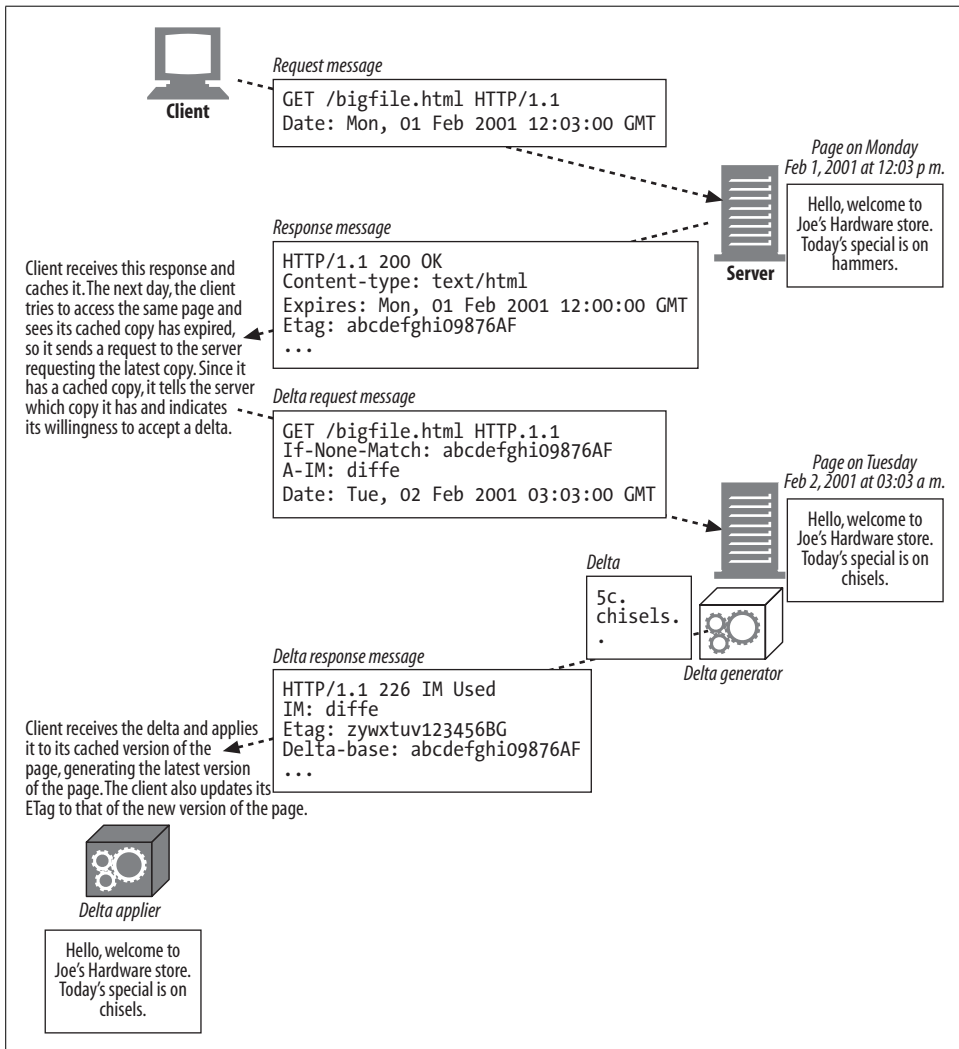 Client
Request message
GET /bigfile.html HTTP/1.1
Date: Mon, 01 Feb 2001 12:03:00 GMT
Page on Monday
Feb 1, 2001 at 12:03 p m.
Hello, welcome to
Joe's Hardware store.
Today's special is on
hammers.
Server
Response message
HTTP/1.1 200 OK
Content-type: text/html
Expires: Mon, 01 Feb 2001 12:00:00 GMT
Etag: abcdefghi09876AF
...
Client receives this response and
caches it. The next day, the client
tries to access the same page and
sees its cached copy has expired,
so it sends a request to the server
requesting the latest copy. Since it
has a cached copy, it tells the server
which copy it has and indicates
its willingness to accept a delta.
Delta request message
GET /bigfile.html HTTP.1.1
If-None-Match: abcdefghi09876AF
A-IM: diffe
Date: Tue, 02 Feb 2001 03:03:00 GMT
Page on Tuesday
Feb 2, 2001 at 03:03 a m.
Hello, welcome to
Joe's Hardware store.
Today's special is on
chisels.
Delta
5c.
chisels.
.
Delta generator
Delta response message
HTTP/1.1 226 IM Used
IM: diffe
Etag: zywxtuv123456BG
Delta-base: abcdefghi09876AF
...
Client receives the delta and applies
it to its cached version of the
page, generating the latest version
of the page. The client also updates its
ETag to that of the new version of the page.
Delta applier
Hello, welcome to
Joe's Hardware store.
Today's special is on
chisels.